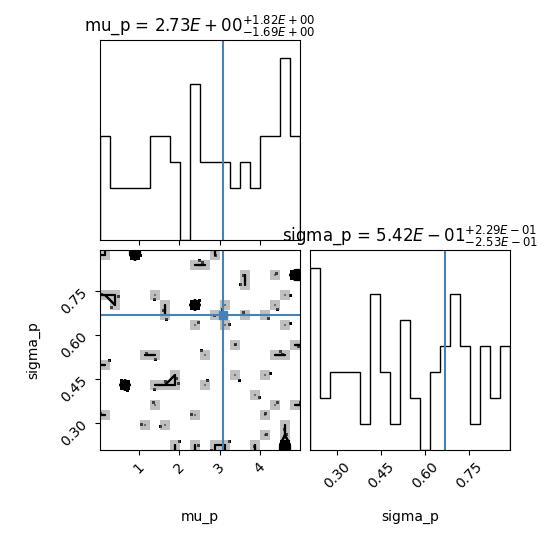 mu_p = 2.73E + 00+1.82E+00−1.69E+00
sigma_p = 5.42E − 01+2.29E−01−2.53E−01
sigma_p
0.75
0.60
0.45
0.30
1 2 3 4
0.30 0.45 0.60 0.75
mu_p
sigma_p